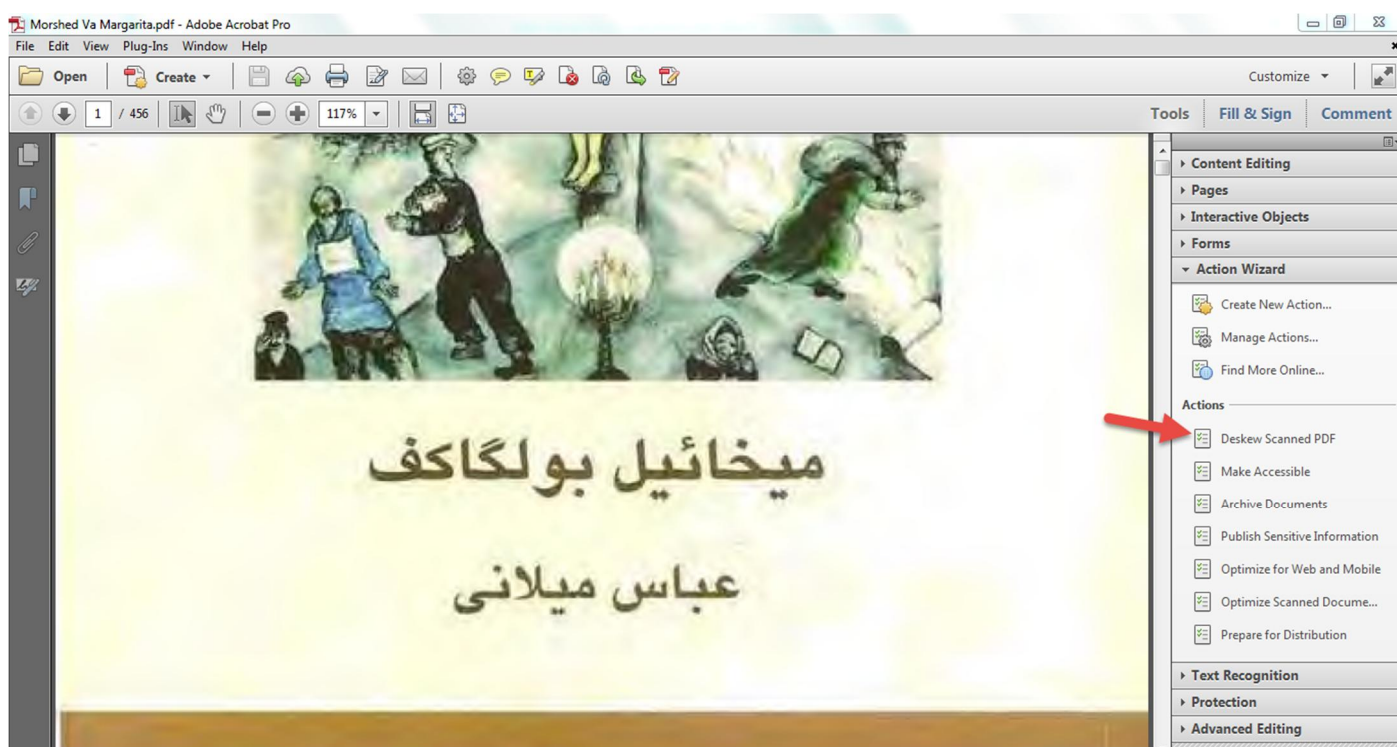 Morshed Va Margarita.pdf - Adobe Acrobat Pro
File Edit View Plug-Ins Window Help
Open Create Customize
1 / 456 117% Tools Fill & Sign Comment
میخائیل بولگاکف
عباس میلانی
Content Editing
Pages
Interactive Objects
Forms
Action Wizard
Create New Action...
Manage Actions...
Find More Online...
Actions
Deskew Scanned PDF
Make Accessible
Archive Documents
Publish Sensitive Information
Optimize for Web and Mobile
Optimize Scanned Docume...
Prepare for Distribution
Text Recognition
Protection
Advanced Editing